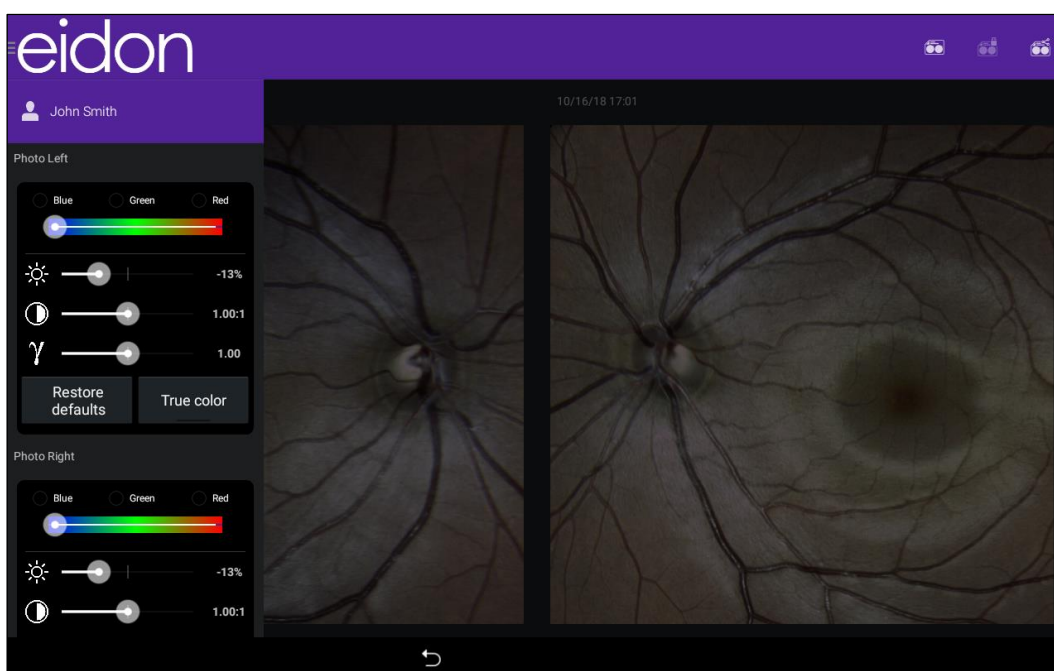 eidon
John Smith
10/16/18 17:01
Photo Left
Blue Green Red
-13%
1.00:1
γ 1.00
Restore defaults
True color
Photo Right
Blue Green Red
-13%
1.00:1